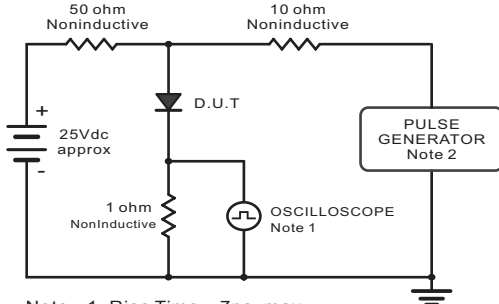 50 ohm
Noninductive
10 ohm
Noninductive
D.U.T
+
25Vdc
approx
-
PULSE
GENERATOR
Note 2
1 ohm
NonInductive
OSCILLOSCOPE
Note 1